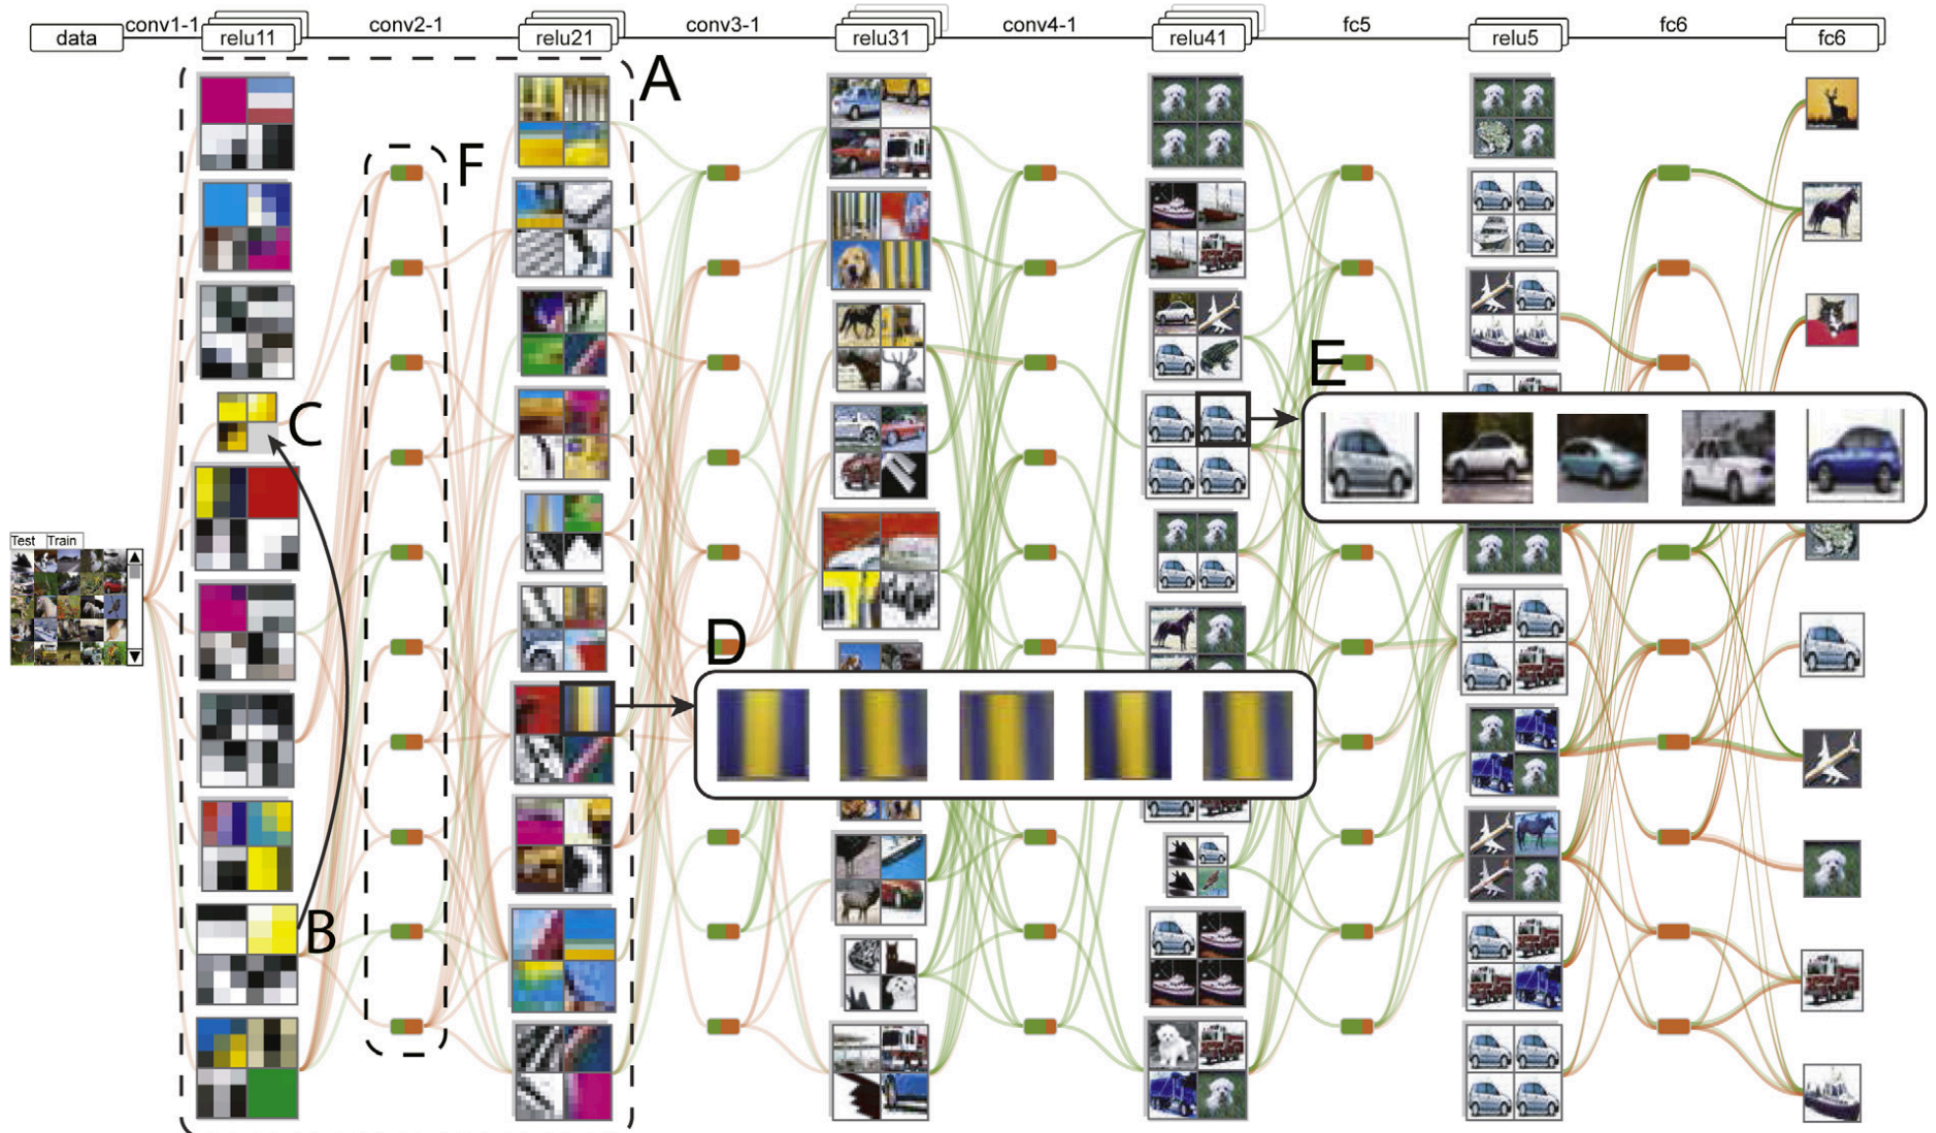 data conv1-1 relu11 conv2-1 relu21 conv3-1 relu31 conv4-1 relu41 fc5 relu5 fc6 fc6
A
F
C
E
Test Train
D
B